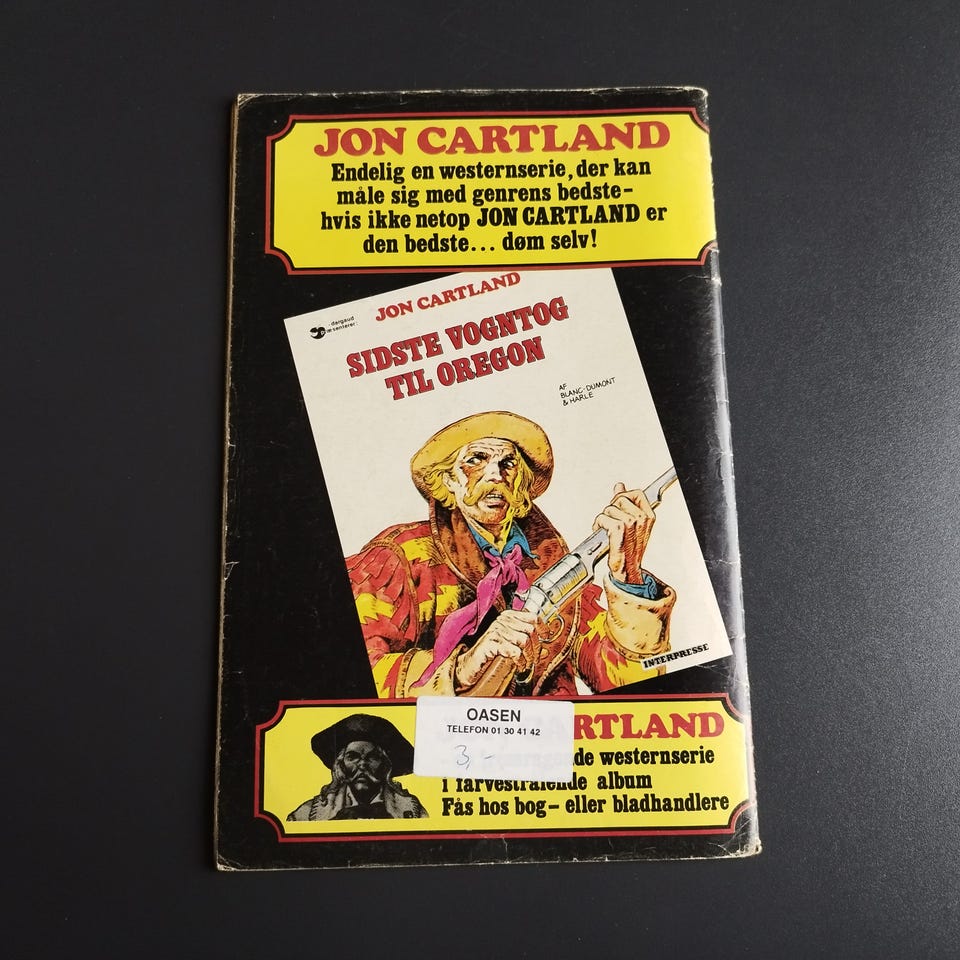 JON CARTLAND
Endelig en westernserie, der kan
måle sig med genrens bedste-
hvis ikke netop JON CARTLAND er
den bedste... døm selv!
dargaud
præsenterer:
JON CARTLAND
SIDSTE VOGNTOG
TIL OREGON
AF
BLANC-DUMONT
& HARLE
INTERPRESSE
OASEN
TELEFON 01 30 41 42
3,-
RTLAND
de westernserie
i farvestrålende album
Fås hos bog- eller bladhandlere